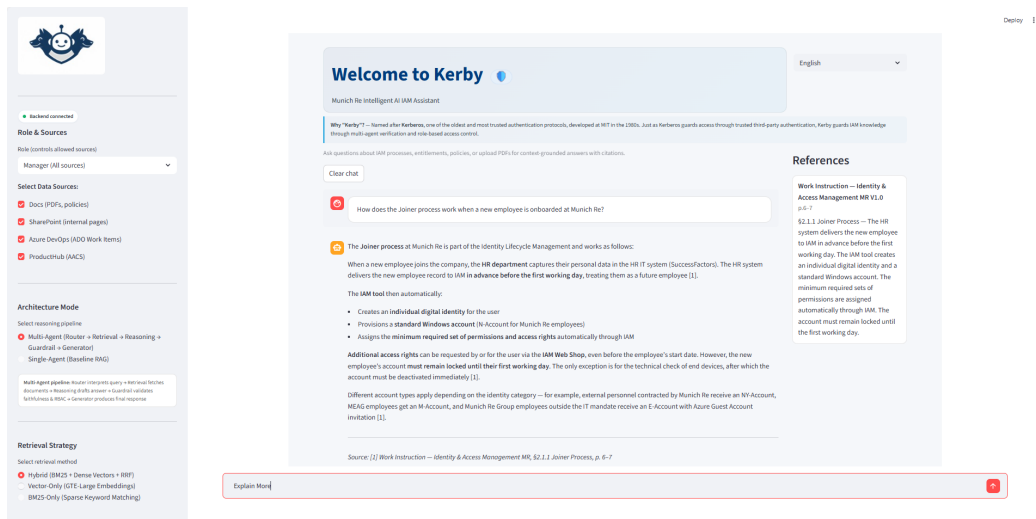 Deploy
Backend connected
Role & Sources
Role (controls allowed sources)
Manager (All sources)
Select Data Sources:
Docs (PDFs, policies)
SharePoint (internal pages)
Azure DevOps (ADO Work Items)
ProductHub (AACS)
Architecture Mode
Select reasoning pipeline
Multi-Agent (Router → Retrieval → Reasoning →
Guardrail → Generator)
Single-Agent (Baseline RAG)
Multi-Agent pipeline: Router interprets query → Retrieval fetches
documents → Reasoning drafts answer → Guardrail validates
faithfulness & RBAC → Generator produces final response
Retrieval Strategy
Select retrieval method
Hybrid (BM25 + Dense Vectors + RRF)
Vector-Only (GTE-Large Embeddings)
BM25-Only (Sparse Keyword Matching)
Welcome to Kerby
Munich Re Intelligent AI IAM Assistant
English
Why "Kerby"? — Named after Kerberos, one of the oldest and most trusted authentication protocols, developed at MIT in the 1980s. Just as Kerberos guards access through trusted third-party authentication, Kerby guards IAM knowledge
through multi-agent verification and role-based access control.
Ask questions about IAM processes, entitlements, policies, or upload PDFs for context-grounded answers with citations.
Clear chat
How does the Joiner process work when a new employee is onboarded at Munich Re?
The Joiner process at Munich Re is part of the Identity Lifecycle Management and works as follows:
When a new employee joins the company, the HR department captures their personal data in the HR IT system (SuccessFactors). The HR system
delivers the new employee record to IAM in advance before the first working day, treating them as a future employee [1].
The IAM tool then automatically:
• Creates an individual digital identity for the user
• Provisions a standard Windows account (N-Account for Munich Re employees)
• Assigns the minimum required set of permissions and access rights automatically through IAM
Additional access rights can be requested by or for the user via the IAM Web Shop, even before the employee's start date. However, the new
employee's account must remain locked until their first working day. The only exception is for the technical check of end devices, after which the
account must be deactivated immediately [1].
Different account types apply depending on the identity category — for example, external personnel contracted by Munich Re receive an NY-Account,
MEAG employees get an M-Account, and Munich Re Group employees outside the IT mandate receive an E-Account with Azure Guest Account
invitation [1].
Source: [1] Work Instruction — Identity & Access Management MR, §2.1.1 Joiner Process, p. 6–7
References
Work Instruction — Identity &
Access Management MR V1.0
p.6–7
§2.1.1 Joiner Process — The HR
system delivers the new employee
to IAM in advance before the first
working day. The IAM tool creates
an individual digital identity and a
standard Windows account. The
minimum required sets of
permissions are assigned
automatically through IAM. The
account must remain locked until
the first working day.
Explain More